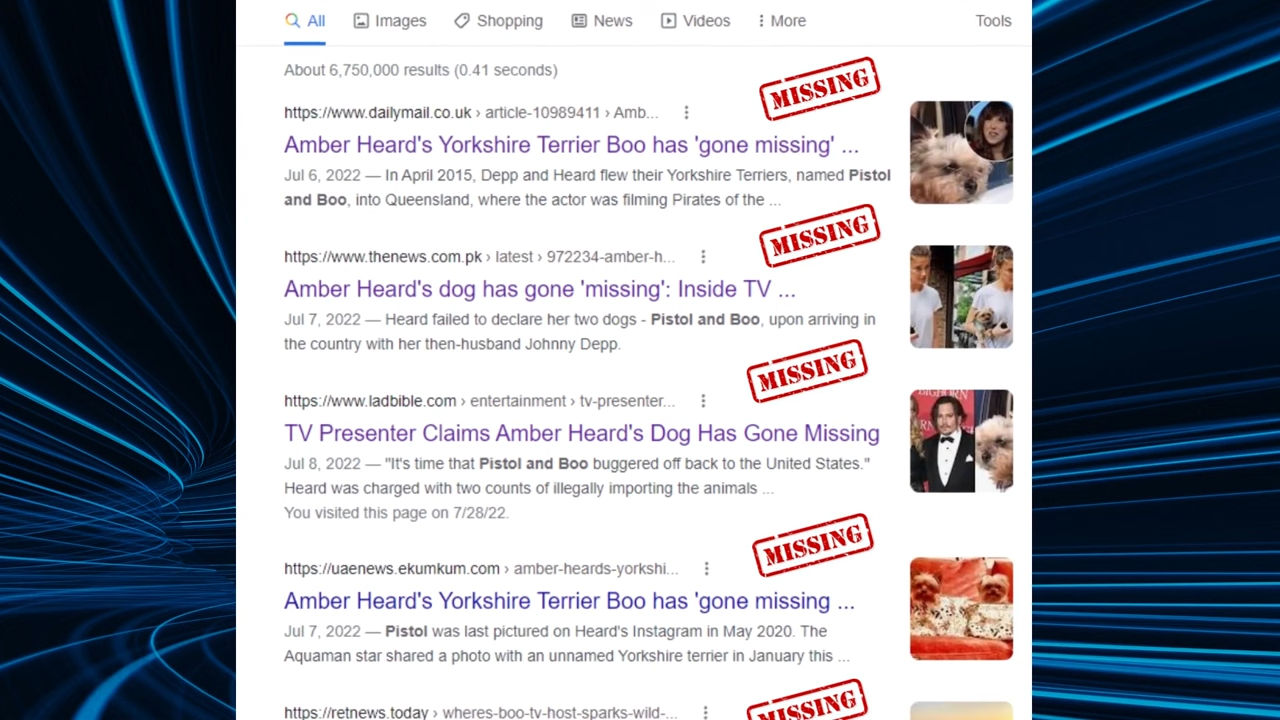 All Images Shopping News Videos More Tools
About 6,750,000 results (0.41 seconds)
MISSING
https://www.dailymail.co.uk › article-10989411 › Amb...
Amber Heard's Yorkshire Terrier Boo has 'gone missing' ...
Jul 6, 2022 — In April 2015, Depp and Heard flew their Yorkshire Terriers, named Pistol
and Boo, into Queensland, where the actor was filming Pirates of the ...
MISSING
https://www.thenews.com.pk › latest › 972234-amber-h...
Amber Heard's dog has gone 'missing': Inside TV ...
Jul 7, 2022 — Heard failed to declare her two dogs - Pistol and Boo, upon arriving in
the country with her then-husband Johnny Depp.
MISSING
https://www.ladbible.com › entertainment › tv-presenter...
TV Presenter Claims Amber Heard's Dog Has Gone Missing
Jul 8, 2022 — "It's time that Pistol and Boo buggered off back to the United States."
Heard was charged with two counts of illegally importing the animals ...
You visited this page on 7/28/22.
MISSING
https://uaenews.ekumkum.com › amber-heards-yorkshi...
Amber Heard's Yorkshire Terrier Boo has 'gone missing ...
Jul 7, 2022 — Pistol was last pictured on Heard's Instagram in May 2020. The
Aquaman star shared a photo with an unnamed Yorkshire terrier in January this ...
MISSING
https://retnews.today › wheres-boo-tv-host-sparks-wild-...